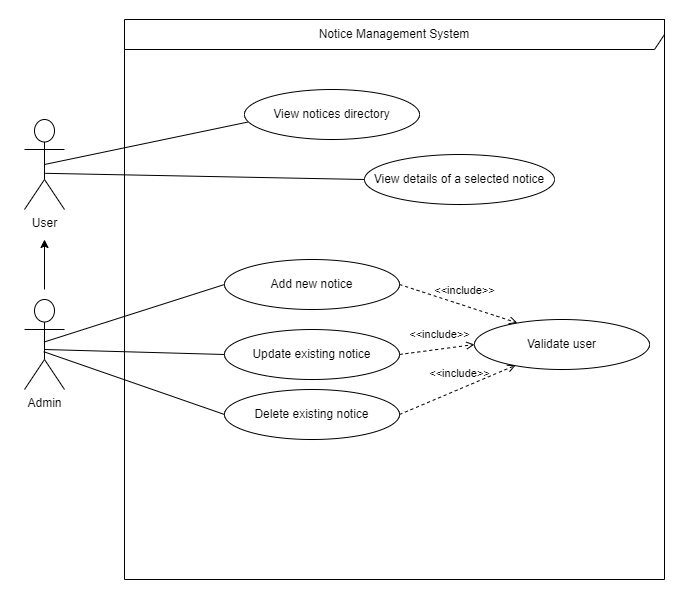 Notice Management System
View notices directory
View details of a selected notice
User
Add new notice
<<include>>
<<include>>
Update existing notice
Validate user
<<include>>
Admin
Delete existing notice